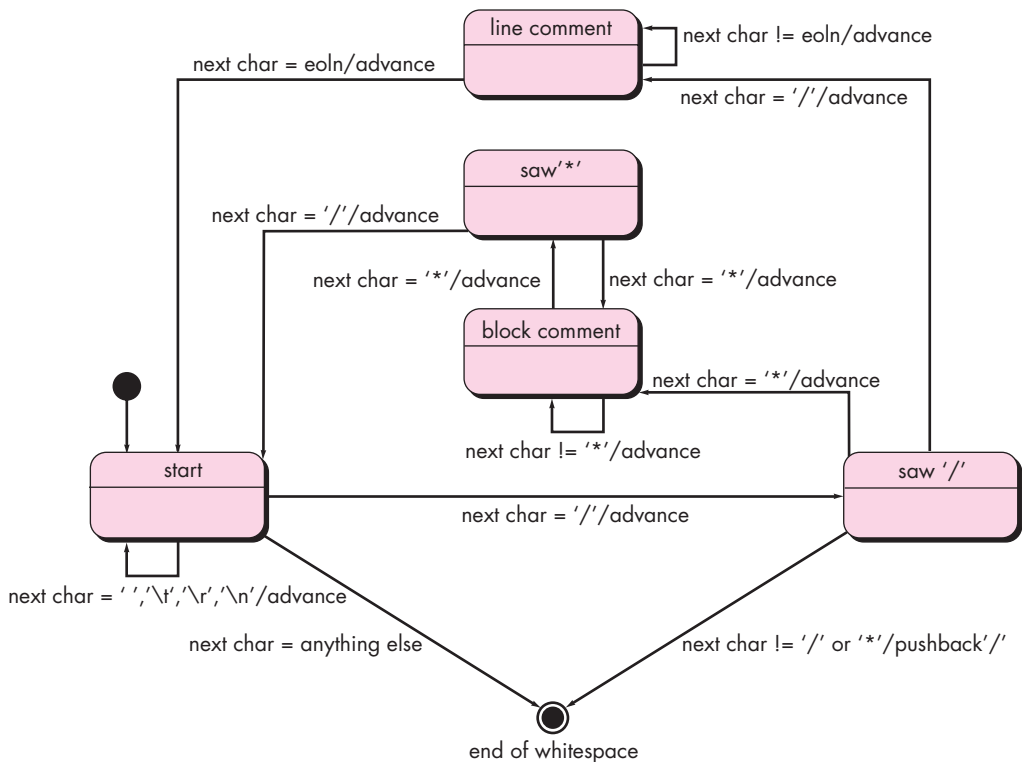 line comment
next char != eoln/advance
next char = eoln/advance
next char = ‘/’/advance
saw’*’
next char = ‘/’/advance
next char = ‘*’/advance
next char = ‘*’/advance
block comment
next char = ‘*’/advance
next char != ‘*’/advance
start
saw ‘/’
next char = ‘/’/advance
next char = ‘ ’,’\t’,’\r’,’\n’/advance
next char = anything else
next char != ‘/’ or ‘*’/pushback’/’
end of whitespace